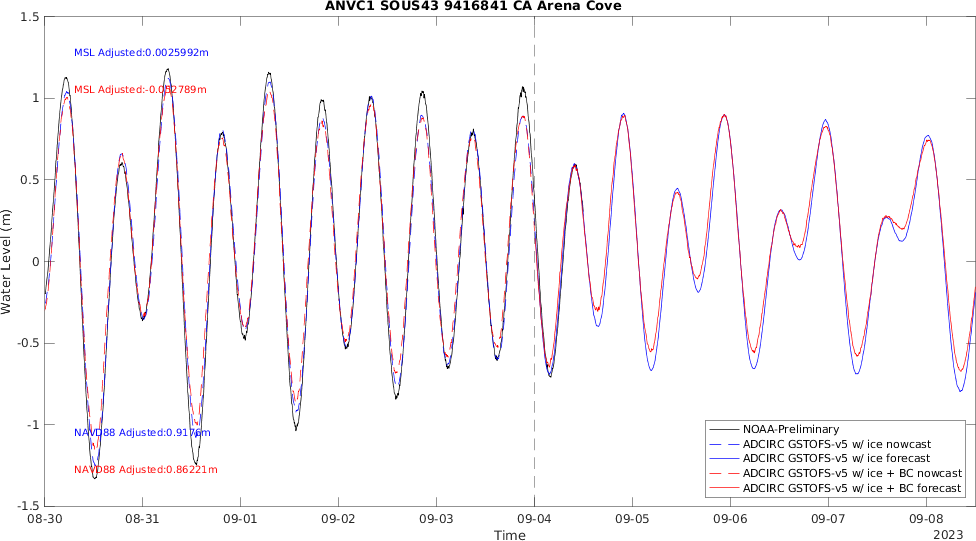 ANVC1 SOUS43 9416841 CA Arena Cove
1.5
MSL Adjusted:0.0025992m
1
MSL Adjusted:-0.052789m
0.5
Water Level (m)
0
-0.5
-1
NAVD88 Adjusted:0.9176m
NAVD88 Adjusted:0.86221m
-1.5
NOAA-Preliminary
ADCIRC GSTOFS-v5 w/ ice nowcast
ADCIRC GSTOFS-v5 w/ ice forecast
ADCIRC GSTOFS-v5 w/ ice + BC nowcast
ADCIRC GSTOFS-v5 w/ ice + BC forecast
08-30 08-31 09-01 09-02 09-03 09-04 09-05 09-06 09-07 09-08
Time
2023